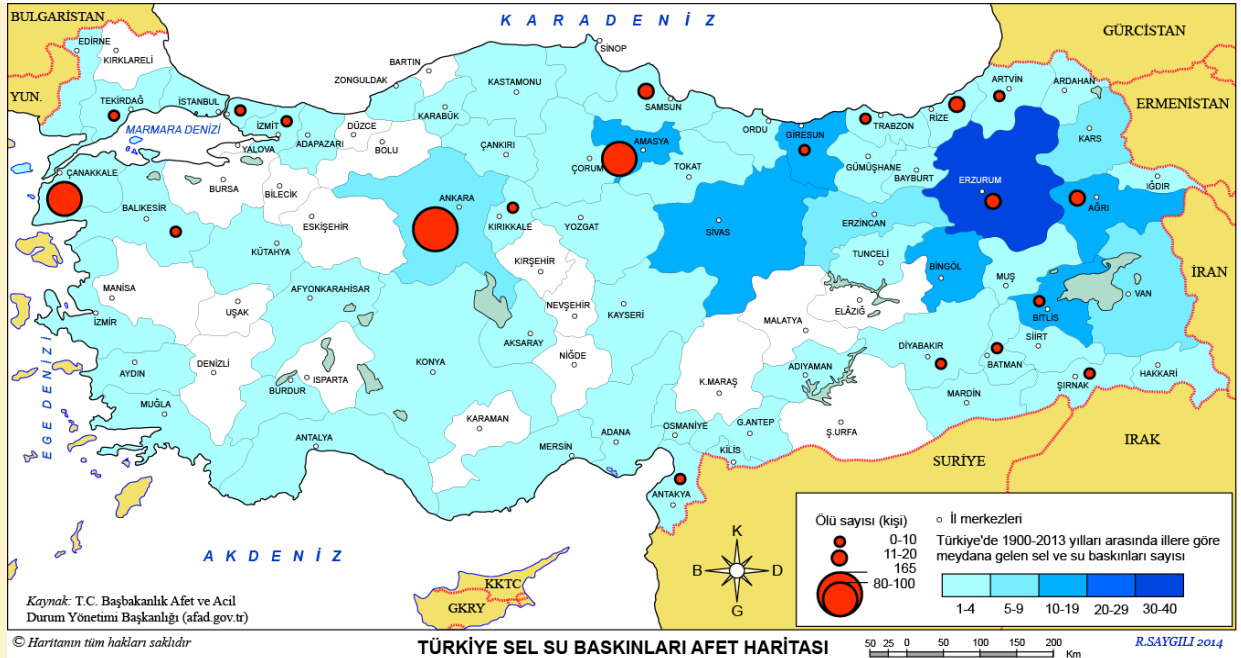 BULGARİSTAN
K A R A D E N İ Z
GÜRCİSTAN
EDİRNE
KIRKLARELİ
SİNOP
BARTIN
ZONGULDAK
KASTAMONU
ARTVİN
ARDAHAN
YUN.
TEKİRDAĞ
İSTANBUL
SAMSUN
ERMENİSTAN
KARABÜK
RİZE
MARMARA DENİZİ
İZMİT
DÜZCE
ORDU
GİRESUN
TRABZON
ADAPAZARI
AMASYA
KARS
YALOVA
BOLU
ÇANKIRI
ÇORUM
TOKAT
GÜMÜŞHANE
ÇANAKKALE
BURSA
BİLECİK
BAYBURT
ERZURUM
IĞDIR
BALIKESİR
ANKARA
AĞRI
ESKİŞEHİR
KIRIKKALE
YOZGAT
SİVAS
ERZİNCAN
KÜTAHYA
TUNCELİ
KIRŞEHİR
BİNGÖL
MUŞ
İRAN
MANİSA
AFYONKARAHİSAR
VAN
UŞAK
NEVŞEHİR
KAYSERİ
ELÂZIĞ
İZMİR
MALATYA
BİTLİS
AKSARAY
SİİRT
DİYABAKIR
DENİZLİ
NİĞDE
BATMAN
AYDIN
KONYA
ADIYAMAN
HAKKARİ
ISPARTA
BURDUR
K.MARAŞ
ŞIRNAK
MARDİN
MUĞLA
KARAMAN
EGE DENİZİ
ANTALYA
ADANA
OSMANİYE
G.ANTEP
Ş.URFA
MERSİN
KİLİS
IRAK
SURİYE
ANTAKYA
A K D E N İ Z
KKTC
GKRY
K
B
D
G
Ölü sayısı (kişi)
0-10
11-20
165
80-100
İl merkezleri
Türkiye'de 1900-2013 yılları arasında illere göre
meydana gelen sel ve su baskınları sayısı
1-4 5-9 10-19 20-29 30-40
Kaynak: T.C. Başbakanlık Afet ve Acil
Durum Yönetimi Başkanlığı (afad.gov.tr)
© Haritanın tüm hakları saklıdır
TÜRKİYE SEL SU BASKINLARI AFET HARİTASI
50 25 0 50 100 150 200
Km
R.SAYGILI 2014